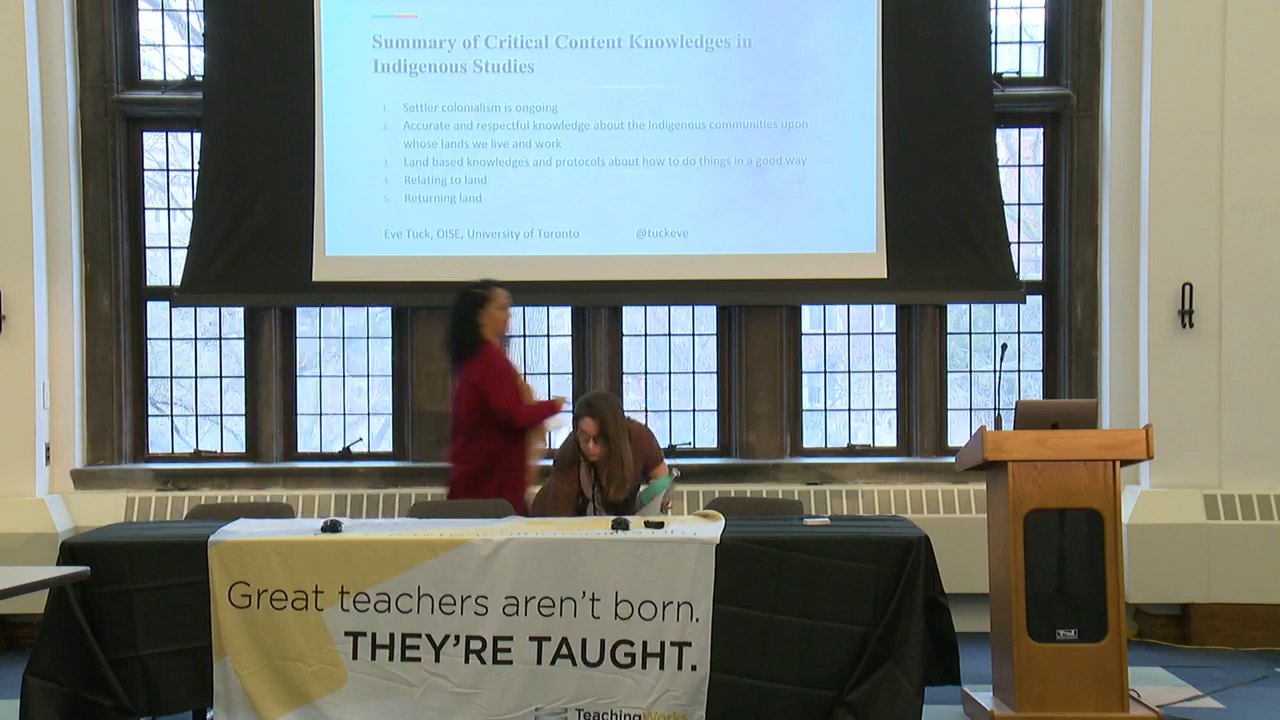 Summary of Critical Content Knowledges in
Indigenous Studies
1. Settler colonialism is ongoing
2. Accurate and respectful knowledge about the Indigenous communities upon
whose lands we live and work
3. Land based knowledges and protocols about how to do things in a good way
4. Relating to land
5. Returning land
Eve Tuck, OISE, University of Toronto @tuckeve
Great teachers aren't born.
THEY'RE TAUGHT.
TeachingWorks